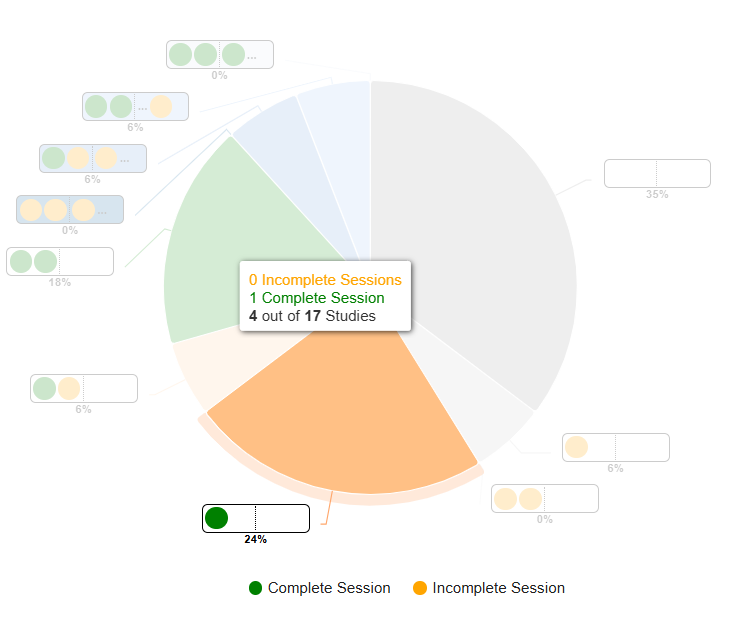 0%
... 6%
... 6%
... 0%
...
18%
35%
0 Incomplete Sessions
1 Complete Session
4 out of 17 Studies
6%
6%
0%
24%
Complete Session
Incomplete Session